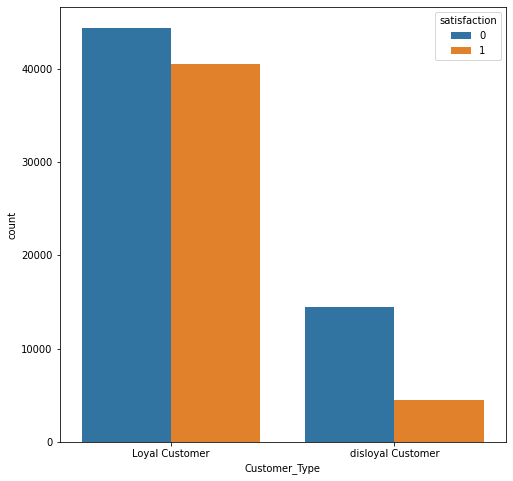 satisfaction
0
1
40000
30000
20000
10000
0
count
Loyal Customer
disloyal Customer
Customer_Type